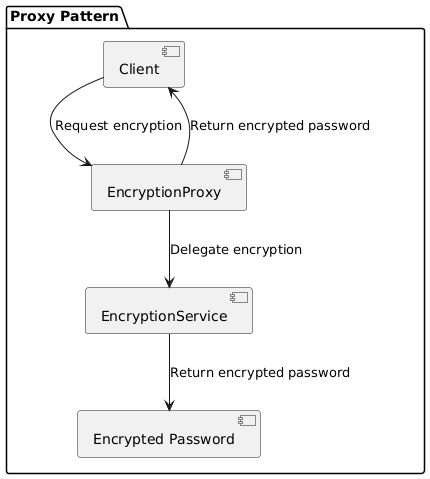 Proxy Pattern
Client
Request encryption
Return encrypted password
EncryptionProxy
Delegate encryption
EncryptionService
Return encrypted password
Encrypted Password